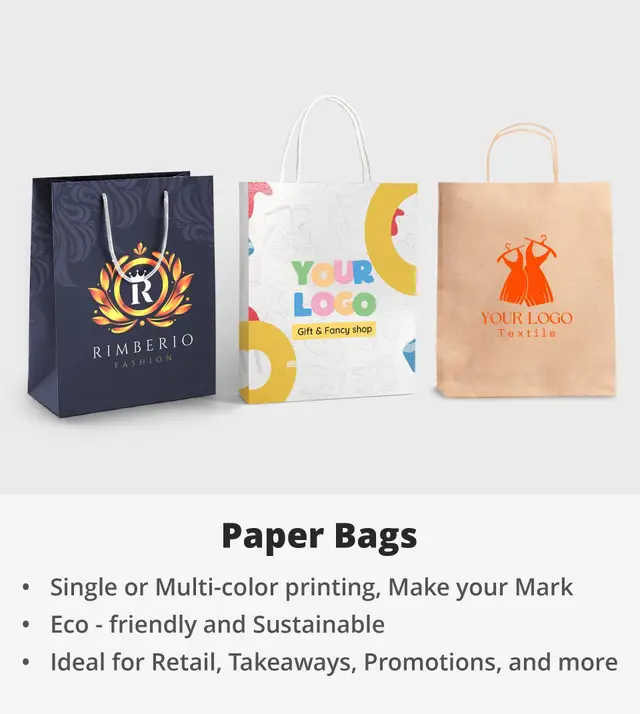 R
RIMBERIO
FASHION
YOUR
LOGO
Gift & Fancy shop
YOUR LOGO
Textile
Paper Bags
• Single or Multi-color printing, Make your Mark
• Eco - friendly and Sustainable
• Ideal for Retail, Takeaways, Promotions, and more